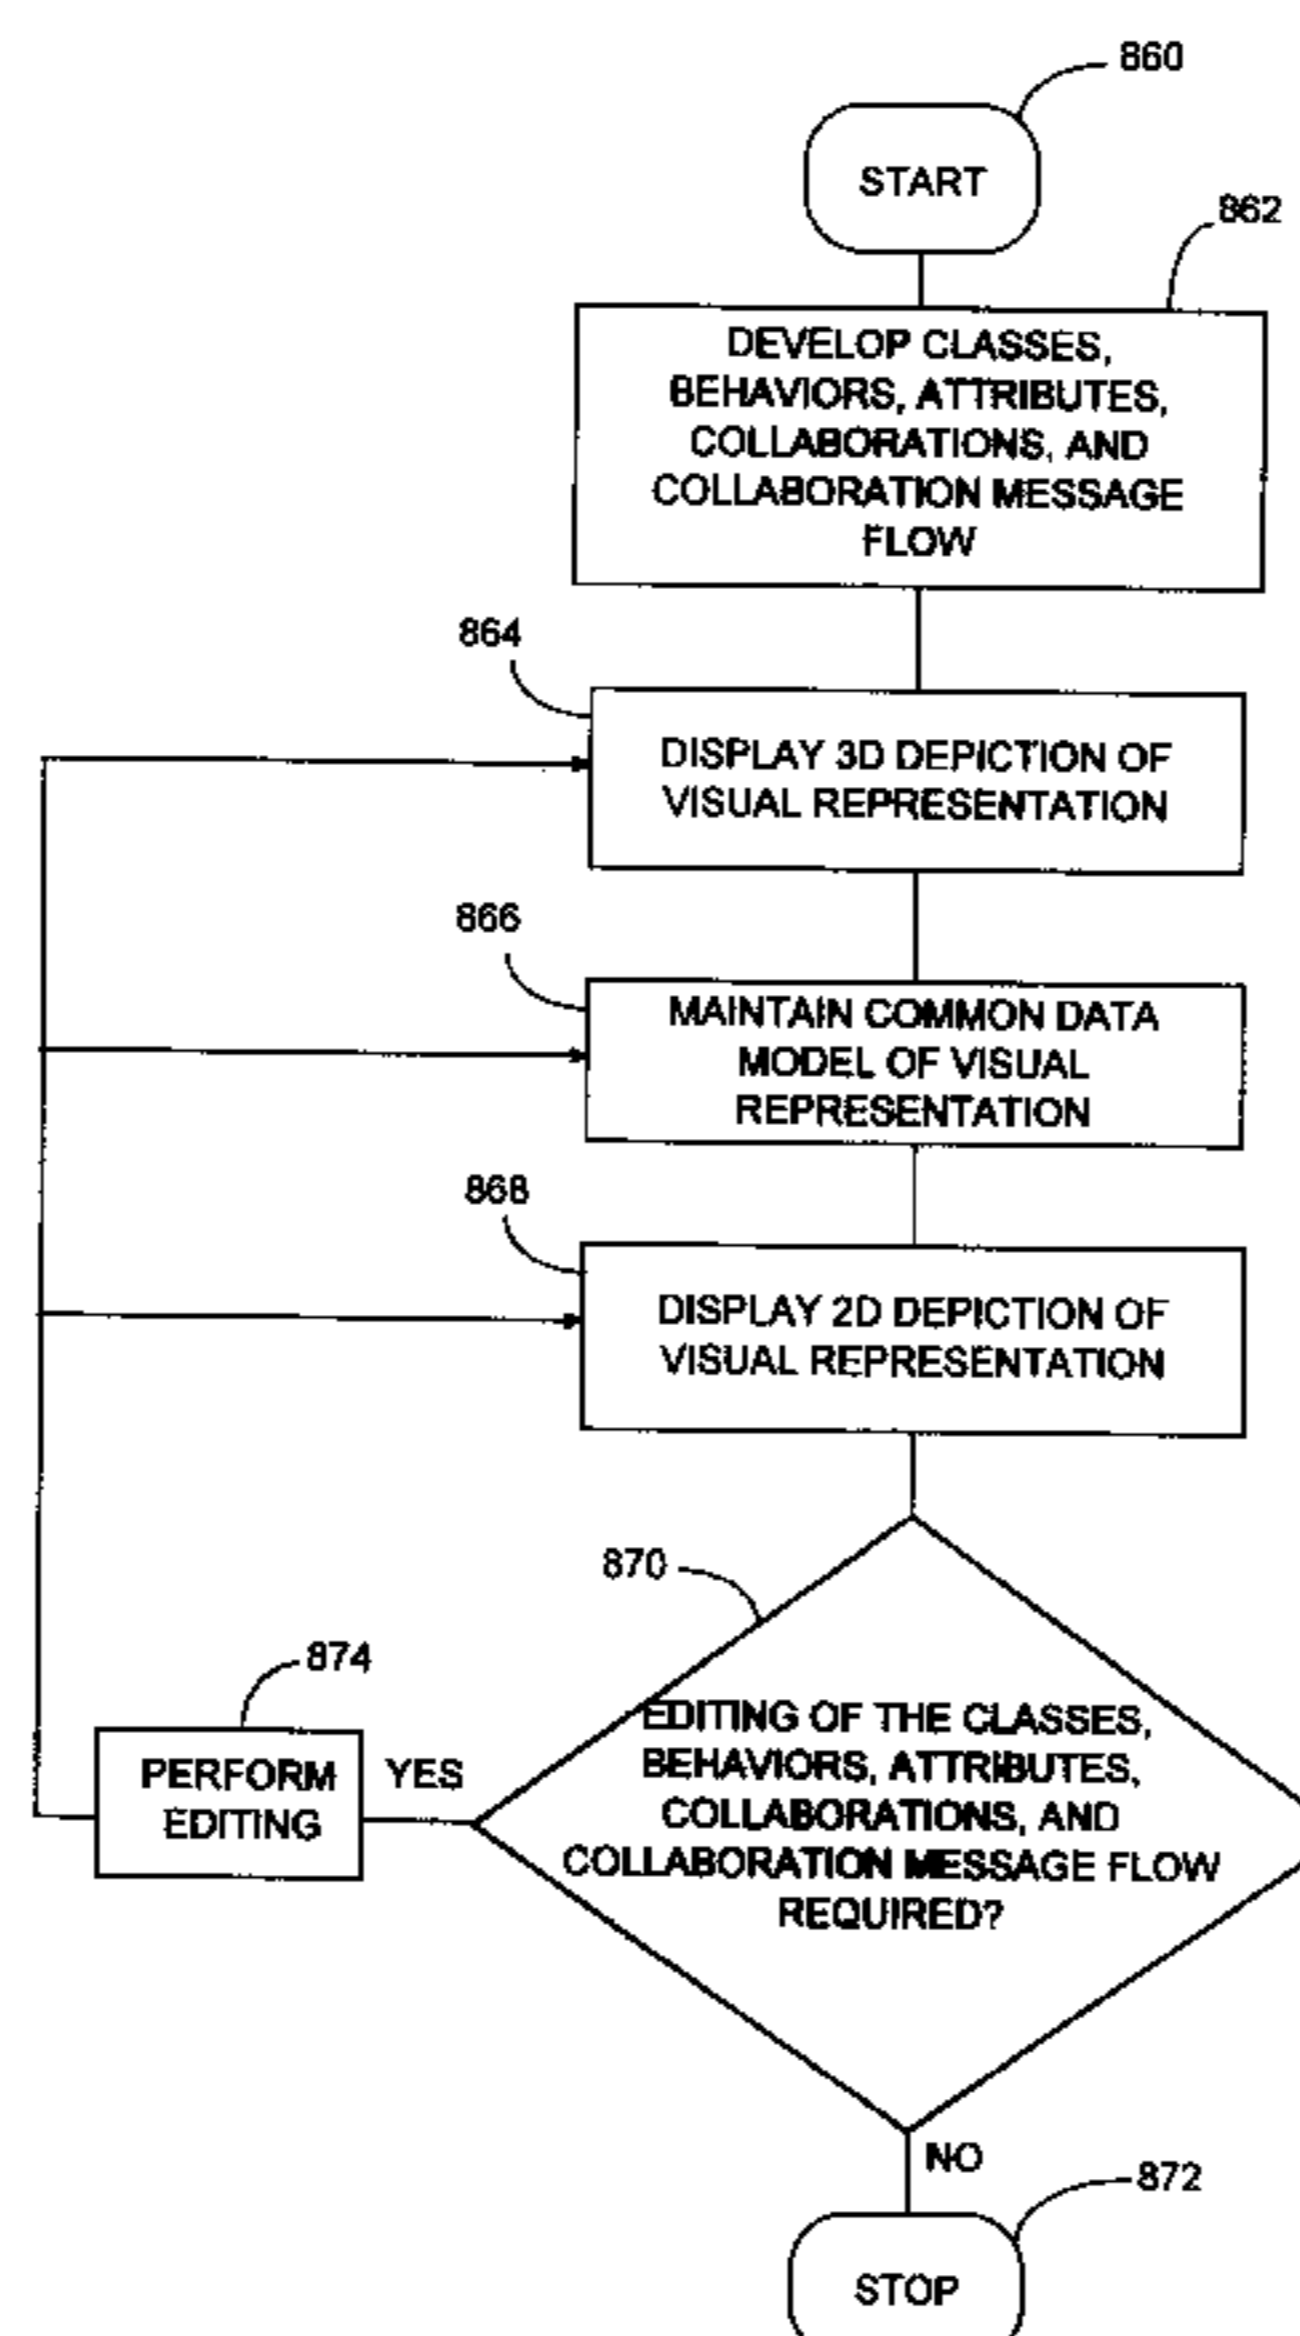 860
START
862
DEVELOP CLASSES,
BEHAVIORS, ATTRIBUTES,
COLLABORATIONS, AND
COLLABORATION MESSAGE
FLOW
864
DISPLAY 3D DEPICTION OF
VISUAL REPRESENTATION
866
MAINTAIN COMMON DATA
MODEL OF VISUAL
REPRESENTATION
868
DISPLAY 2D DEPICTION OF
VISUAL REPRESENTATION
870
EDITING OF THE CLASSES,
BEHAVIORS, ATTRIBUTES,
COLLABORATIONS, AND
COLLABORATION MESSAGE FLOW
REQUIRED?
874
PERFORM
EDITING
YES
NO
872
STOP